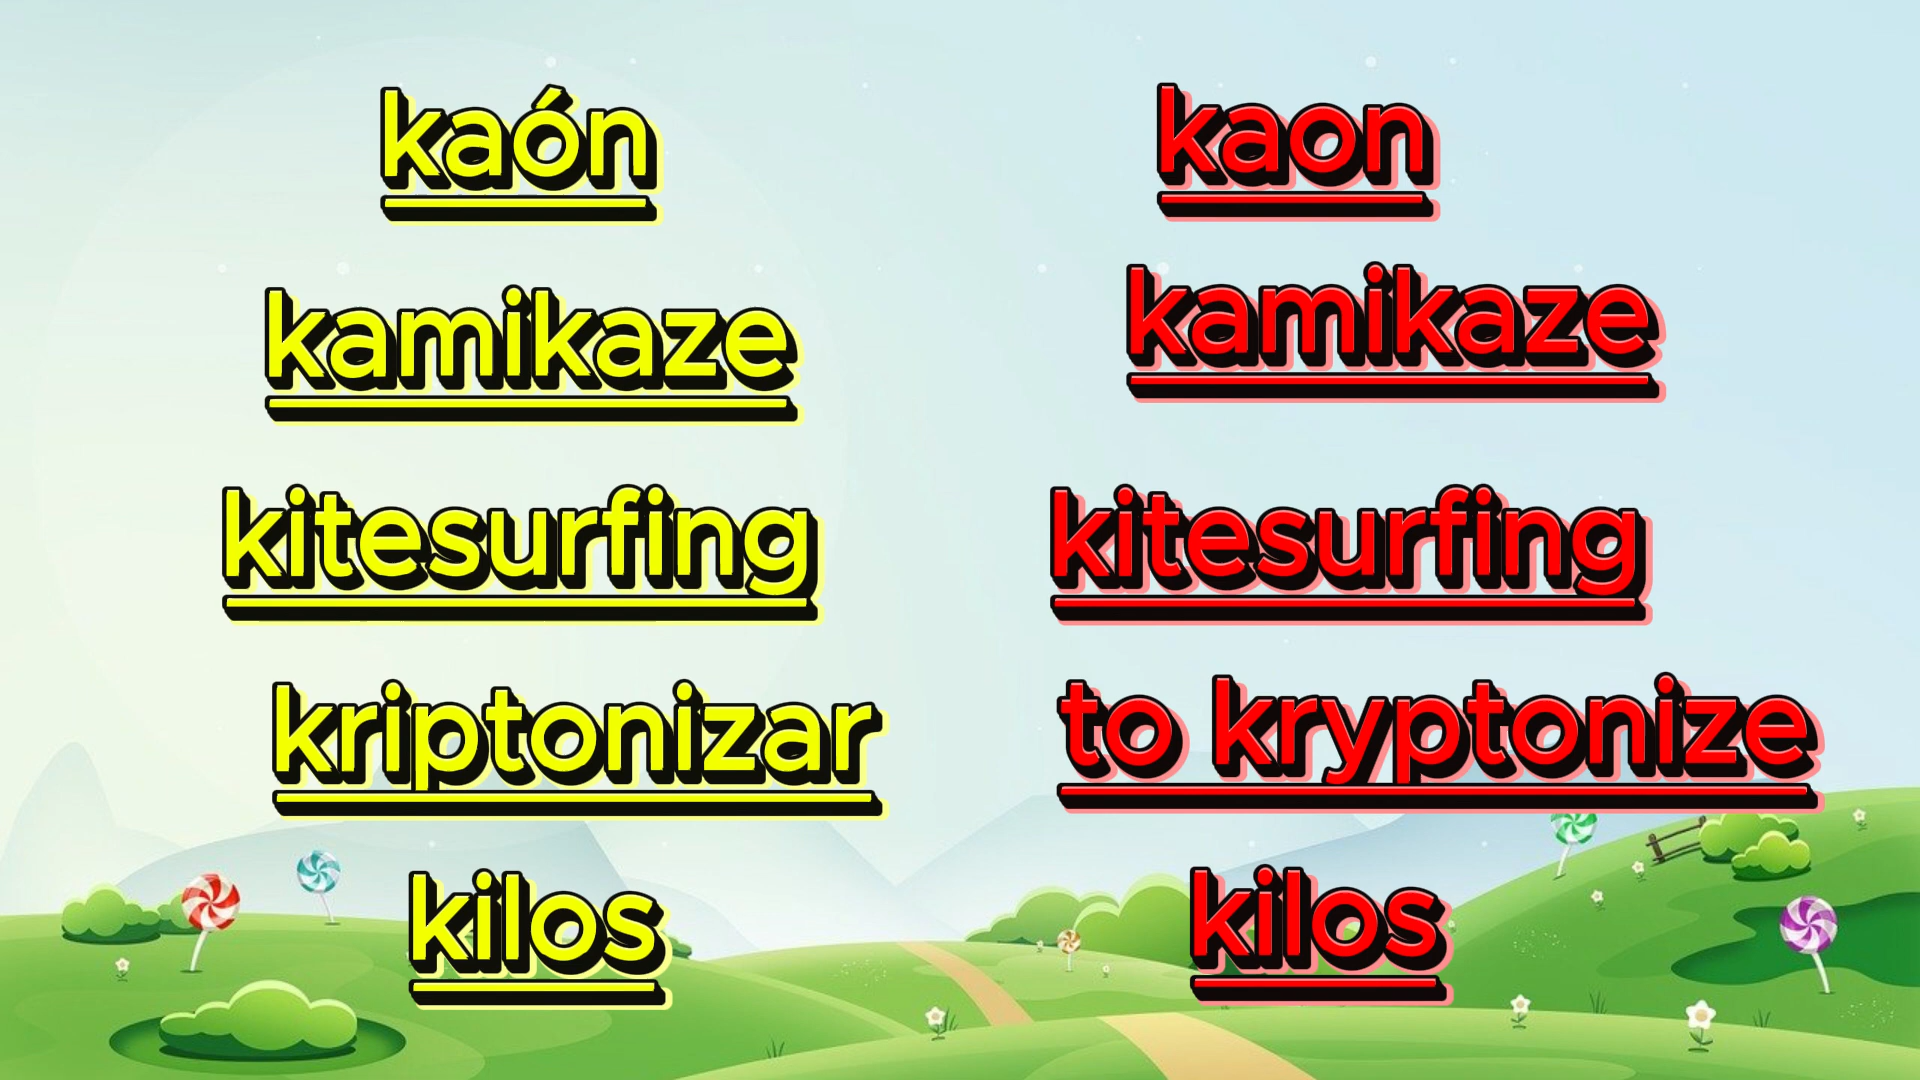 kaón kaon
kamikaze kamikaze
kitesurfing kitesurfing
kriptonizar to kryptonize
kilos kilos